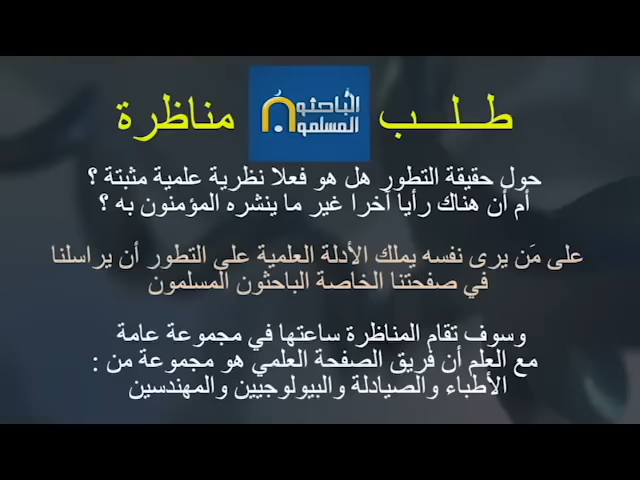 طـلـــب
الباحثون
المسلمون
مناظرة
حول حقيقة التطور هل هو فعلا نظرية علمية مثبتة ؟
أم أن هناك رأيا آخرا غير ما ينشره المؤمنون به ؟
على مَن يرى نفسه يملك الأدلة العلمية على التطور أن يراسلنا
في صفحتنا الخاصة الباحثون المسلمون
وسوف تقام المناظرة ساعتها في مجموعة عامة
مع العلم أن فريق الصفحة العلمي هو مجموعة من :
الأطباء والصيادلة والبيولوجيين والمهندسين